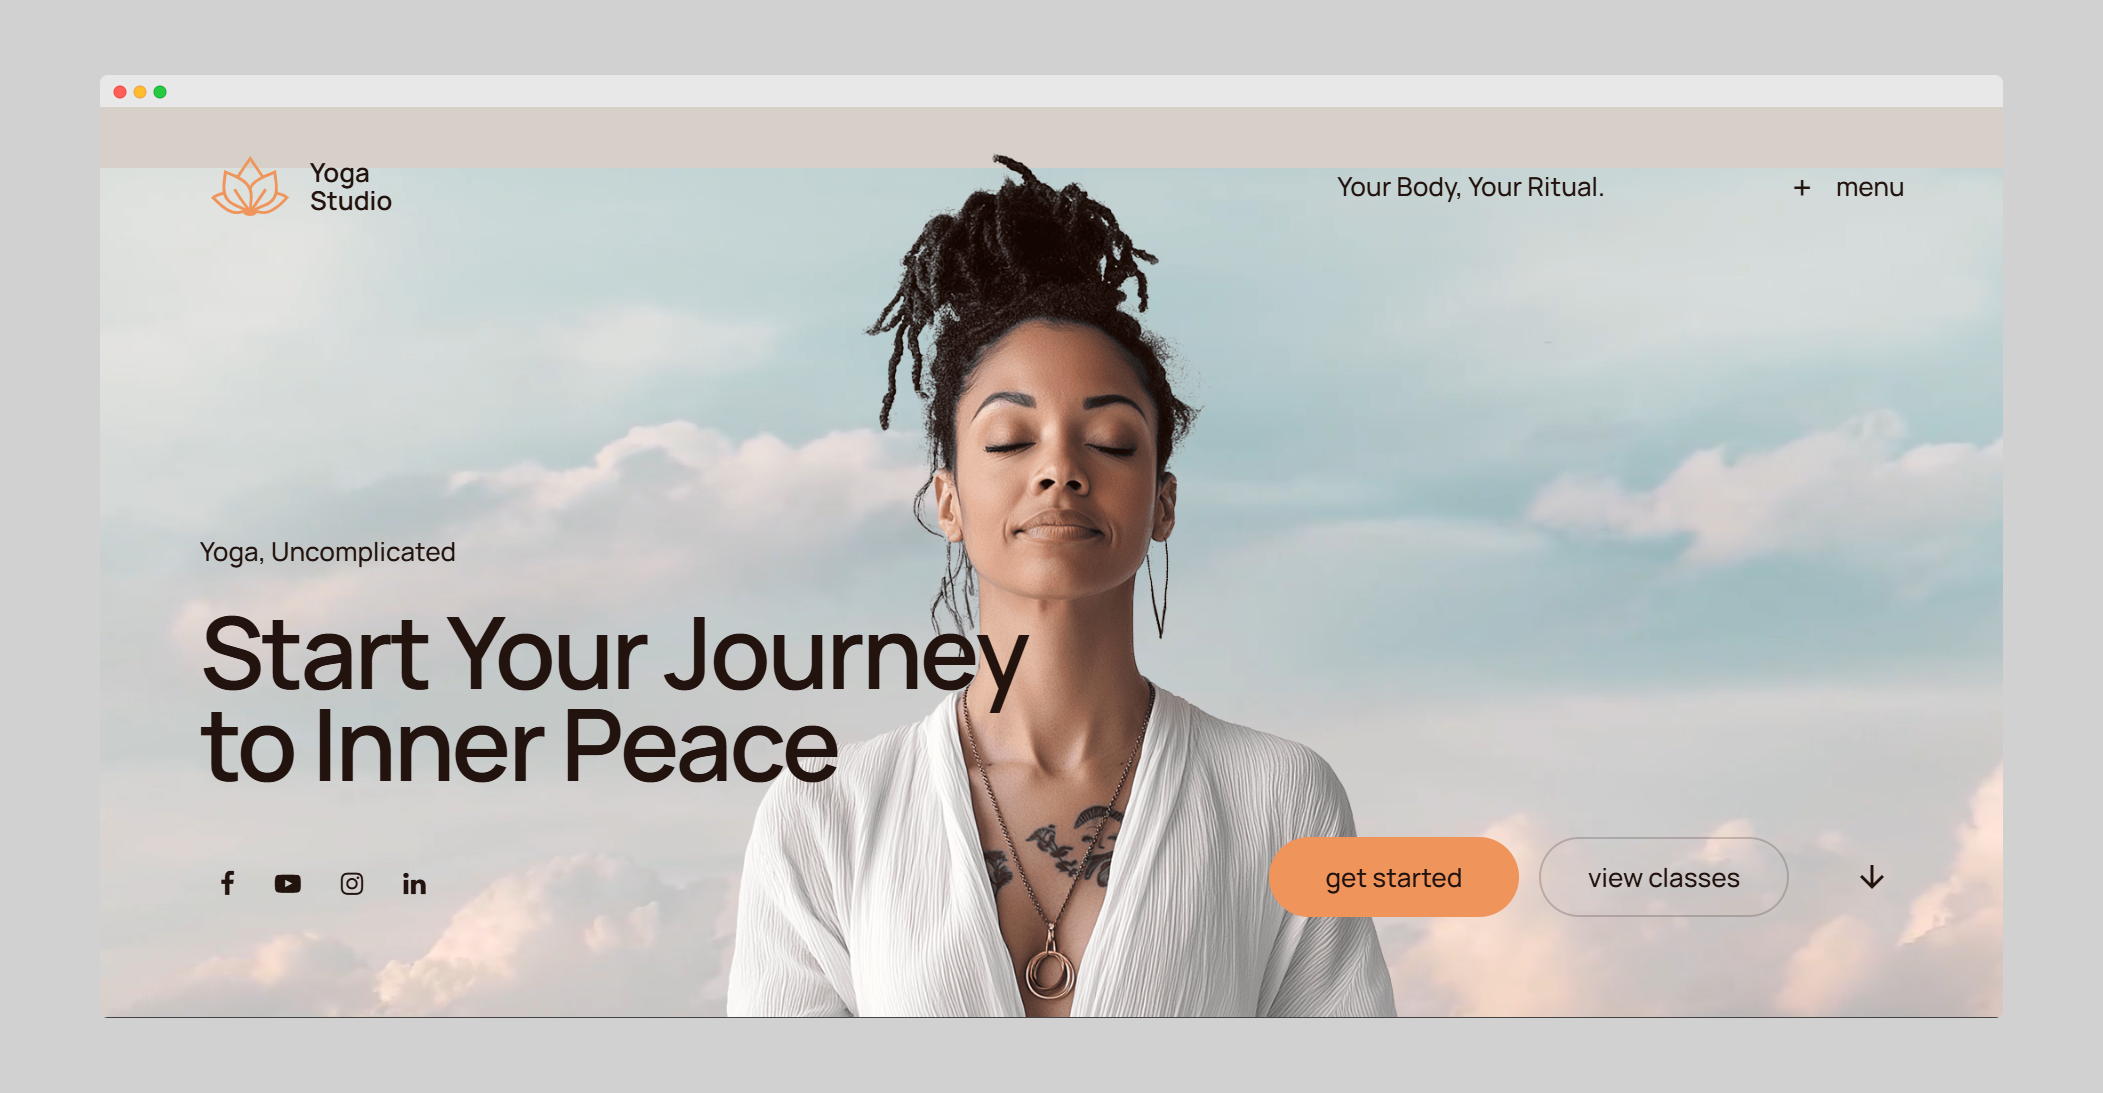 Yoga
Studio
Your Body, Your Ritual.
+ menu
Yoga, Uncomplicated
Start Your Journey
to Inner Peace
get started
view classes